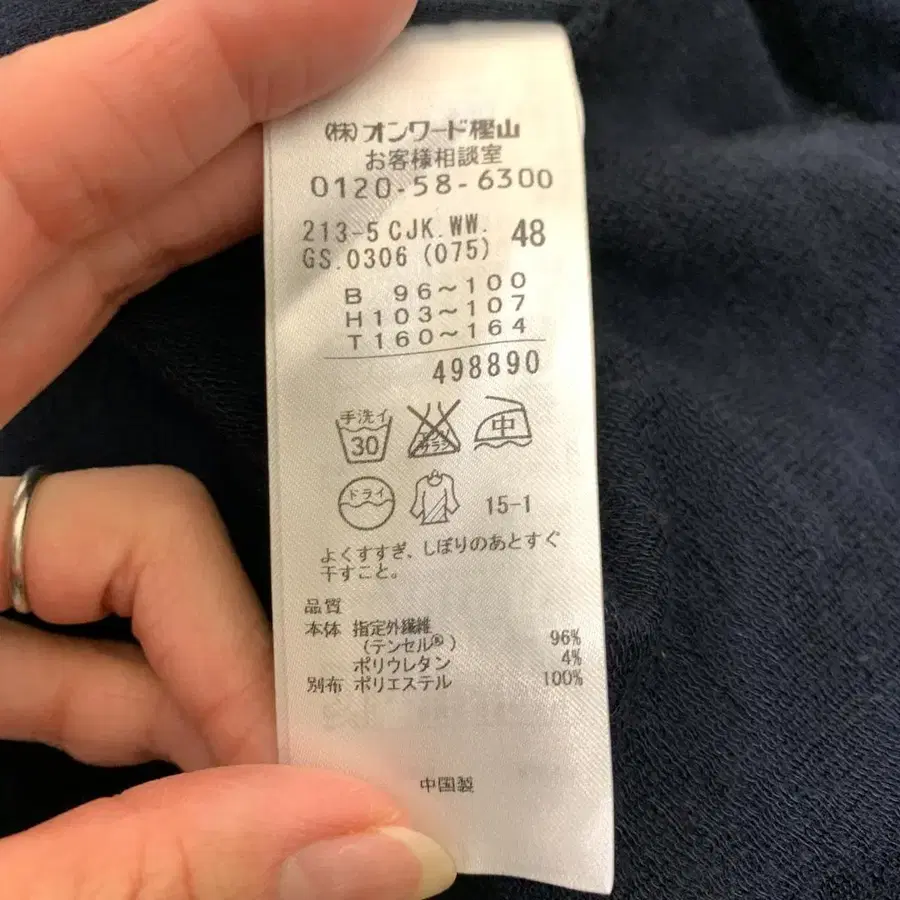 (株)オンワード樫山
お客様相談室
0120-58-6300
213-5 CJK.WW. 48
GS.0306 (075)
B 96～100
H103～107
T160～164
498890
手洗イ
30
中
ドライ
15-1
よくすすぎ、しぼりのあとすぐ
干すこと。
品質
本体 指定外繊維
(テンセル®) 96%
ポリウレタン 4%
別布 ポリエステル 100%
中国製